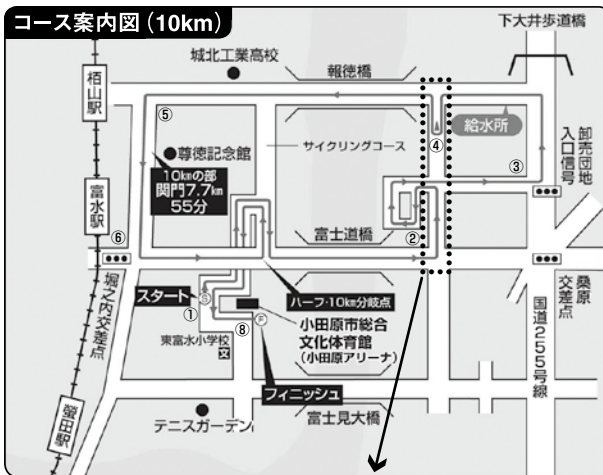 コース案内図（10km）
下大井歩道橋
城北工業高校
報徳橋
栢山駅
⑤
給水所
卸売団地
入口信号
サイクリングコース
④
尊徳記念館
③
10kmの部
関門7.7km
55分
富水駅
⑥
富士道橋
②
堀之内交差点
スタート
S
①
ハーフ・10km分岐点
桑原
交差点
小田原市総合
文化体育館
（小田原アリーナ）
国道255号線
東富水小学校
文
⑧
F
フィニッシュ
螢田駅
テニスガーデン
富士見大橋